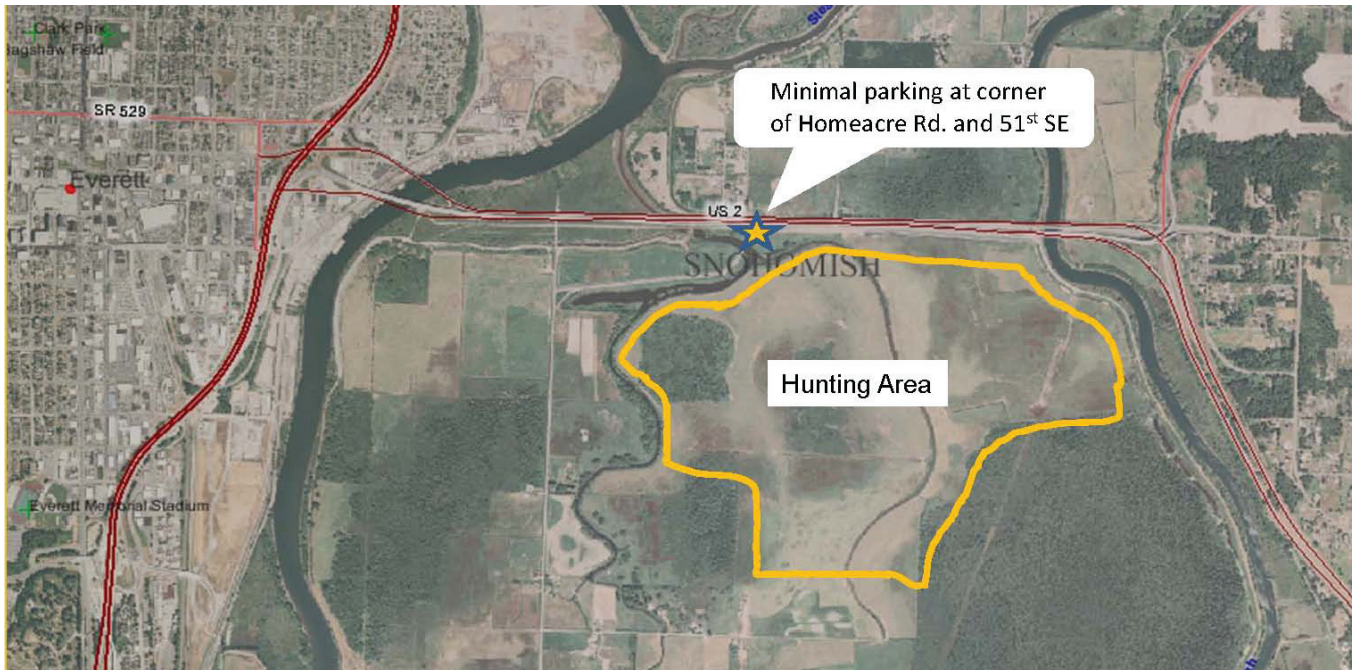 Clark Park
Bagshaw Field
SR 529
Everett
Minimal parking at corner
of Homeacre Rd. and 51st SE
US 2
SNOHOMISH
Hunting Area
Everett Memorial Stadium